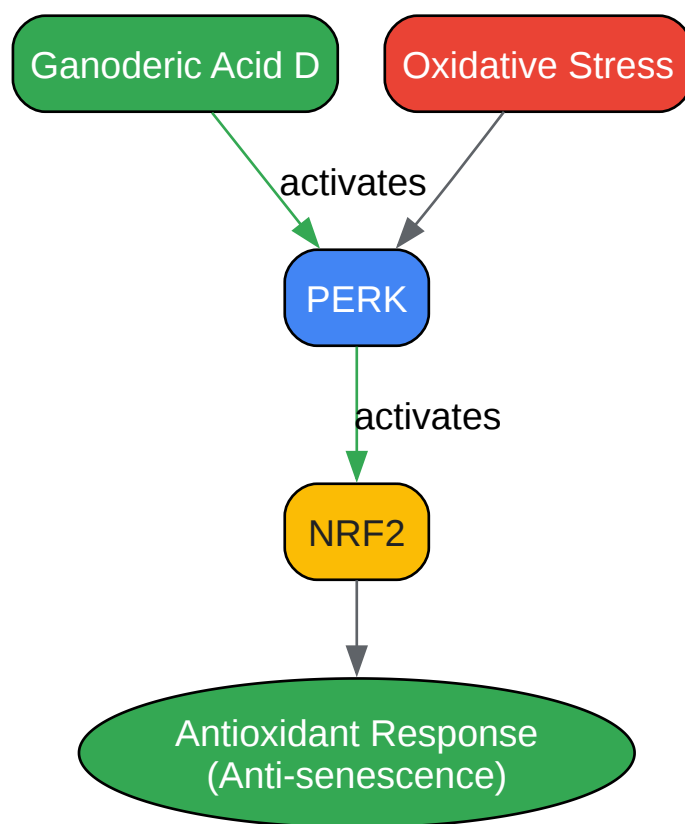 Ganoderic Acid D
Oxidative Stress
activates
PERK
activates
NRF2
Antioxidant Response
(Anti-senescence)